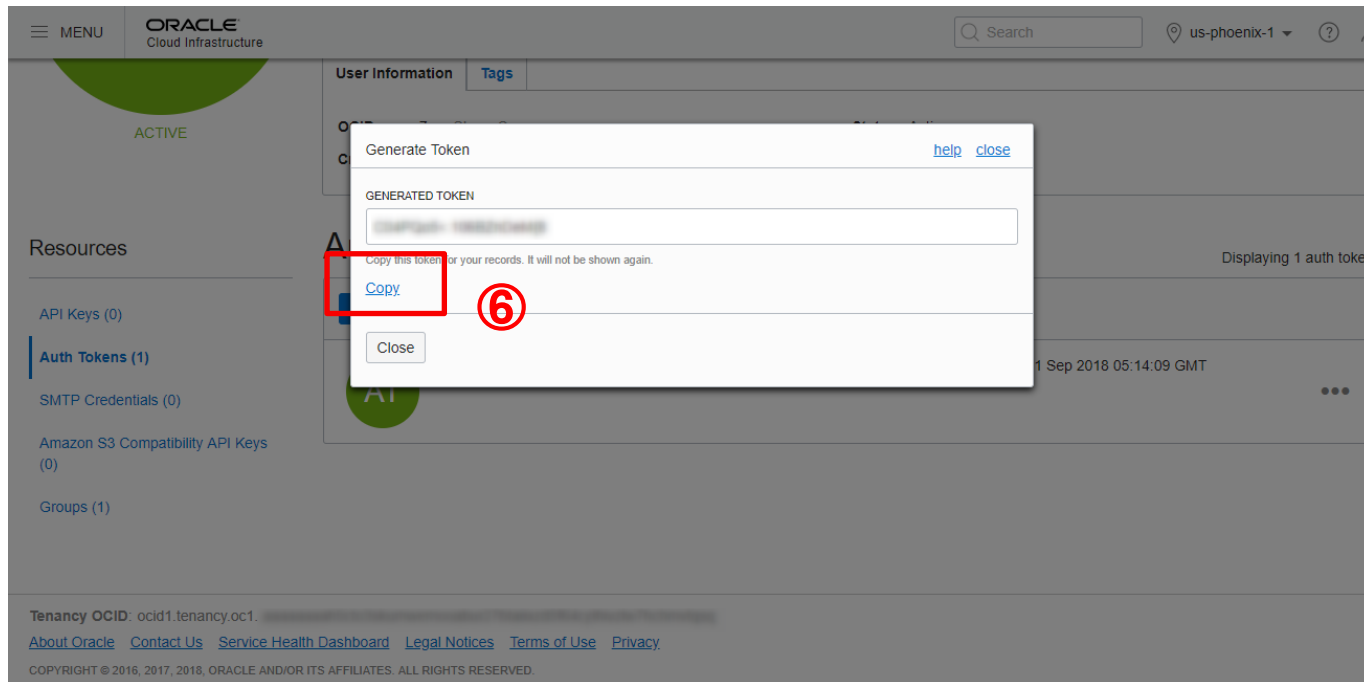 MENU
ORACLE
Cloud Infrastructure
Search
us-phoenix-1
?
User Information
Tags
ACTIVE
Generate Token
help
close
GENERATED TOKEN
Copy this token for your records. It will not be shown again.
Copy
⑥
Close
Resources
Displaying 1 auth toke
API Keys (0)
Auth Tokens (1)
1 Sep 2018 05:14:09 GMT
SMTP Credentials (0)
Amazon S3 Compatibility API Keys
(0)
Groups (1)
Tenancy OCID: ocid1.tenancy.oc1.
About Oracle Contact Us Service Health Dashboard Legal Notices Terms of Use Privacy
COPYRIGHT © 2016, 2017, 2018, ORACLE AND/OR ITS AFFILIATES. ALL RIGHTS RESERVED.